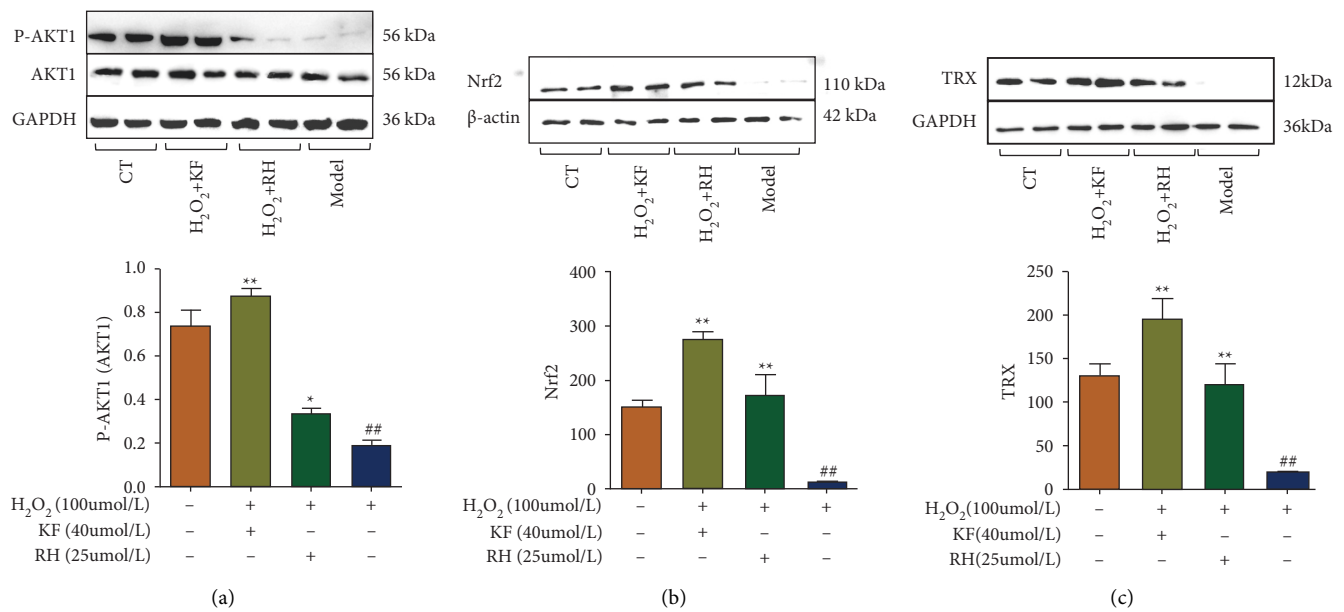 P-AKT1 56 kDa
AKT1 56 kDa
GAPDH 36 kDa
CT
H₂O₂+KF
H₂O₂+RH
Model
1.0
0.8
0.6
0.4
0.2
0.0
P-AKT1 (AKT1)
**
*
##
H₂O₂ (100umol/L) – + + +
KF (40umol/L) – + – –
RH (25umol/L) – – + –
(a)
Nrf2 110 kDa
β-actin 42 kDa
CT
H₂O₂+KF
H₂O₂+RH
Model
400
300
200
100
0
Nrf2
**
**
##
H₂O₂ (100umol/L) – + + +
KF (40umol/L) – + – –
RH (25umol/L) – – + –
(b)
TRX 12kDa
GAPDH 36kDa
CT
H₂O₂+KF
H₂O₂+RH
Model
250
200
150
100
50
0
TRX
**
**
##
H₂O₂(100umol/L) – + + +
KF(40umol/L) – + – –
RH(25umol/L) – – + –
(c)